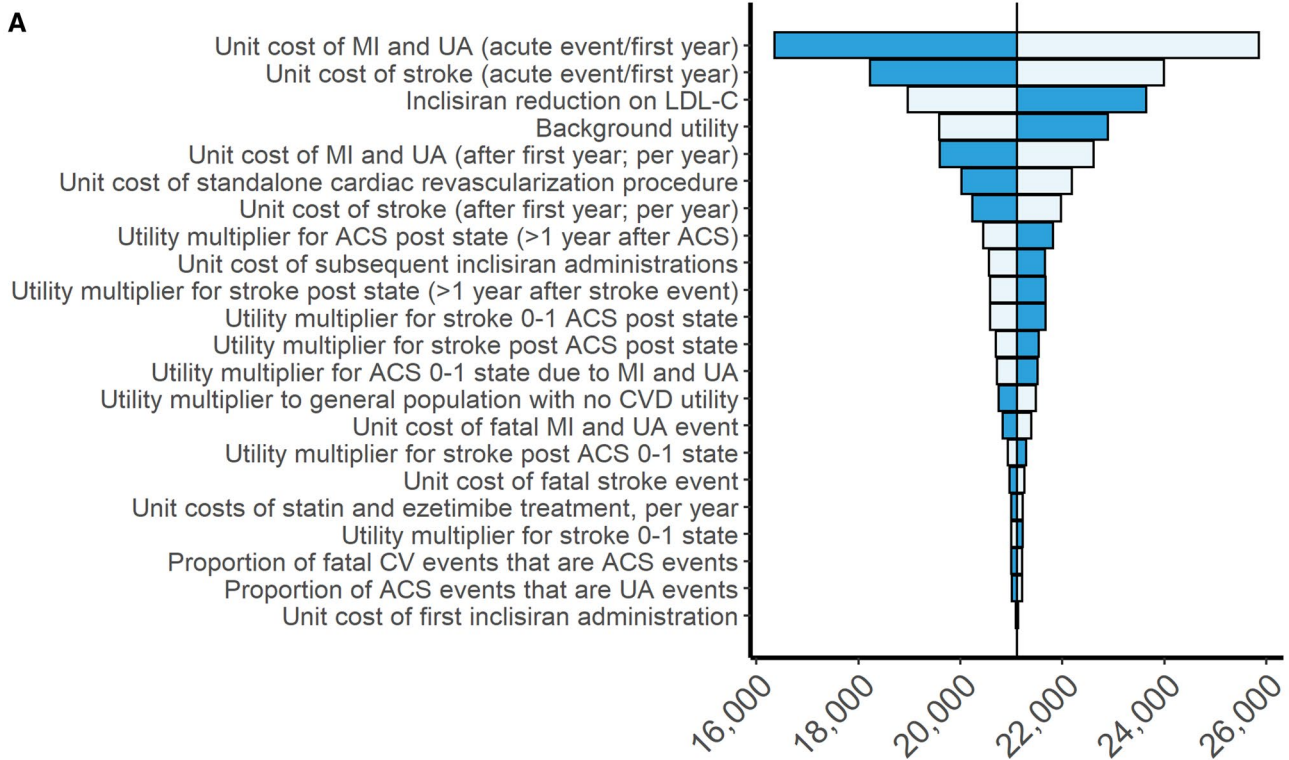 A
Unit cost of MI and UA (acute event/first year)
Unit cost of stroke (acute event/first year)
Inclisiran reduction on LDL-C
Background utility
Unit cost of MI and UA (after first year; per year)
Unit cost of standalone cardiac revascularization procedure
Unit cost of stroke (after first year; per year)
Utility multiplier for ACS post state (>1 year after ACS)
Unit cost of subsequent inclisiran administrations
Utility multiplier for stroke post state (>1 year after stroke event)
Utility multiplier for stroke 0-1 ACS post state
Utility multiplier for stroke post ACS post state
Utility multiplier for ACS 0-1 state due to MI and UA
Utility multiplier to general population with no CVD utility
Unit cost of fatal MI and UA event
Utility multiplier for stroke post ACS 0-1 state
Unit cost of fatal stroke event
Unit costs of statin and ezetimibe treatment, per year
Utility multiplier for stroke 0-1 state
Proportion of fatal CV events that are ACS events
Proportion of ACS events that are UA events
Unit cost of first inclisiran administration
16,000
18,000
20,000
22,000
24,000
26,000